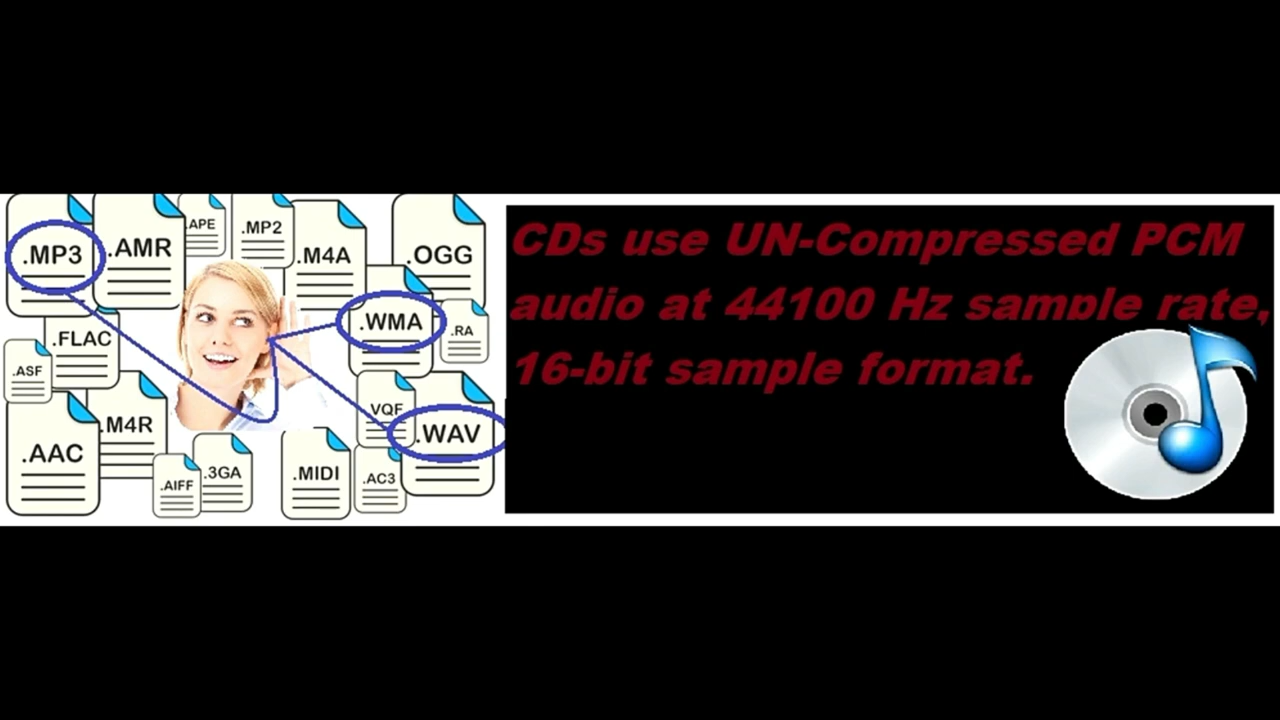 .MP3
.AMR
.APE
.MP2
.M4A
.OGG
.FLAC
.WMA
.RA
.ASF
.M4R
VQF
.WAV
.AAC
.AIFF
.3GA
.MIDI
.AC3
CDs use UN-Compressed PCM
audio at 44100 Hz sample rate,
16-bit sample format.